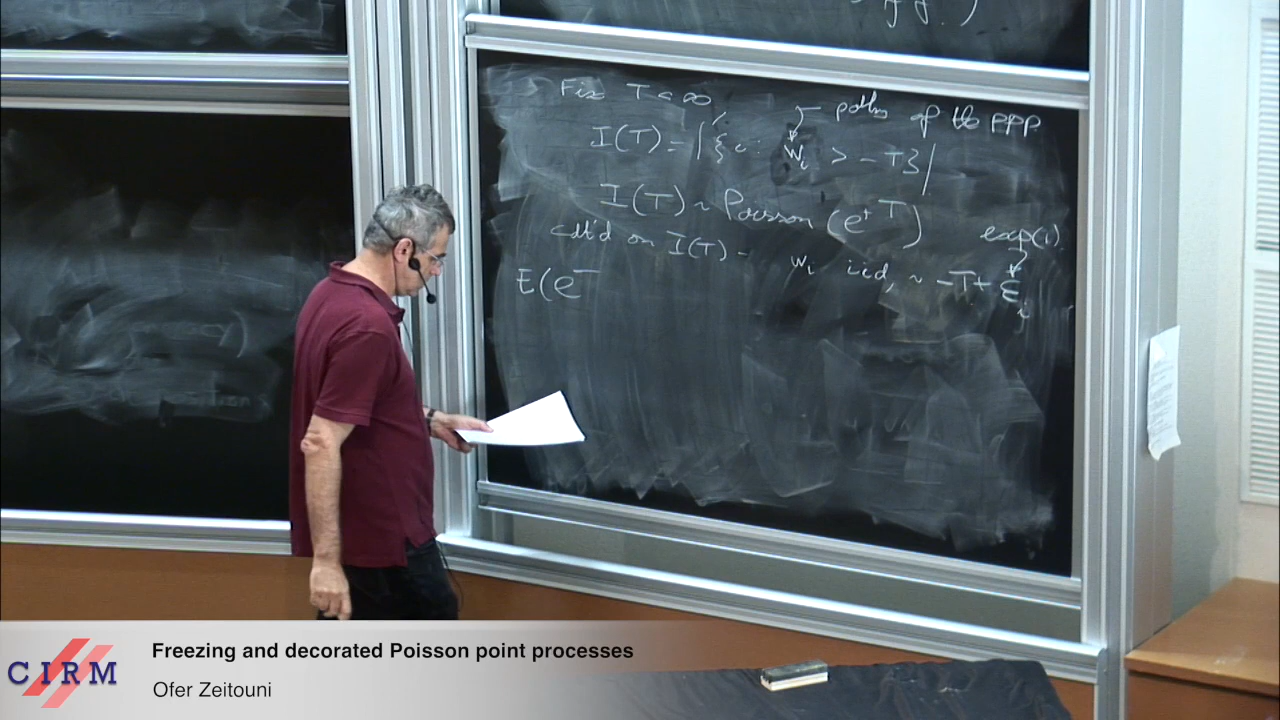 Fix T < ∞
paths of the PPP
I(T) = |{i: w_i > -T}|
I(T) ~ Poisson (e^{+T})
exp(1)
cdt'd on I(T) - w_i iid, ~ -T + ε_i
E(e^-
CIRM
Freezing and decorated Poisson point processes
Ofer Zeitouni